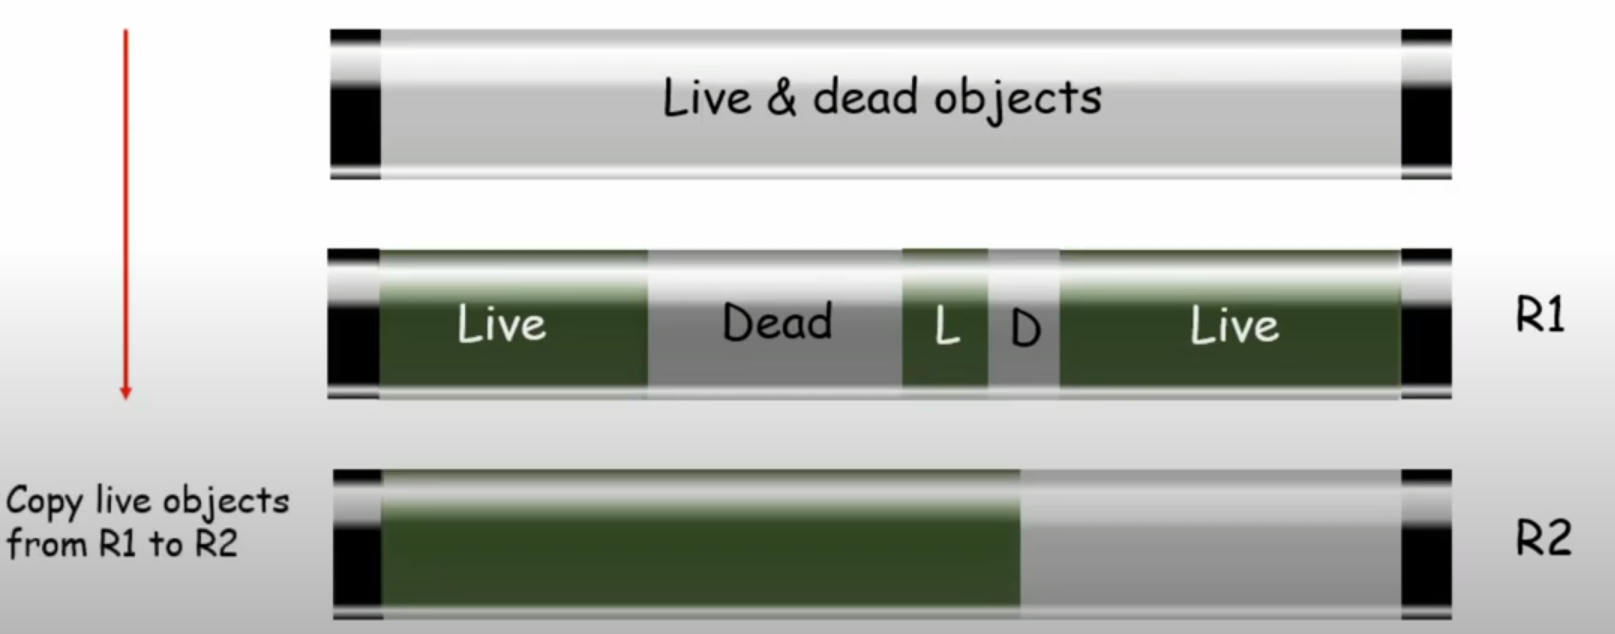 Live & dead objects
Live Dead L D Live R1
Copy live objects
from R1 to R2
R2